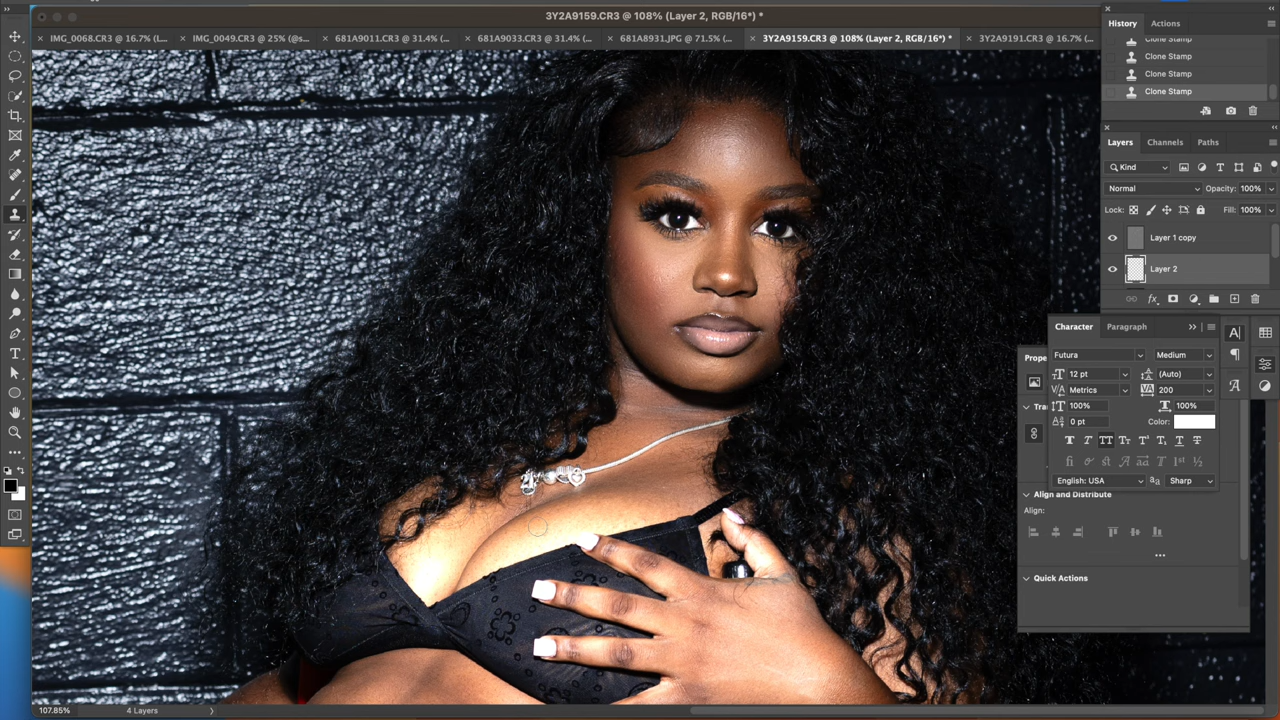 3Y2A9159.CR3 @ 108% (Layer 2, RGB/16*) *
IMG_0068.CR3 @ 16.7% (L...
IMG_0049.CR3 @ 25% (@s...
681A9011.CR3 @ 31.4% (...
681A9033.CR3 @ 31.4% (...
681A8931.JPG @ 71.5% (...
3Y2A9159.CR3 @ 108% (Layer 2, RGB/16*) *
3Y2A9191.CR3 @ 16.7% (...
History Actions
Clone Stamp
Clone Stamp
Clone Stamp
Clone Stamp
Layers Channels Paths
Kind
Normal Opacity: 100%
Lock: Fill: 100%
Layer 1 copy
Layer 2
Character Paragraph
Futura Medium
12 pt (Auto)
Metrics 200
100% 100%
0 pt Color:
English: USA Sharp
Align and Distribute
Align:
Quick Actions
107.85% 4 Layers